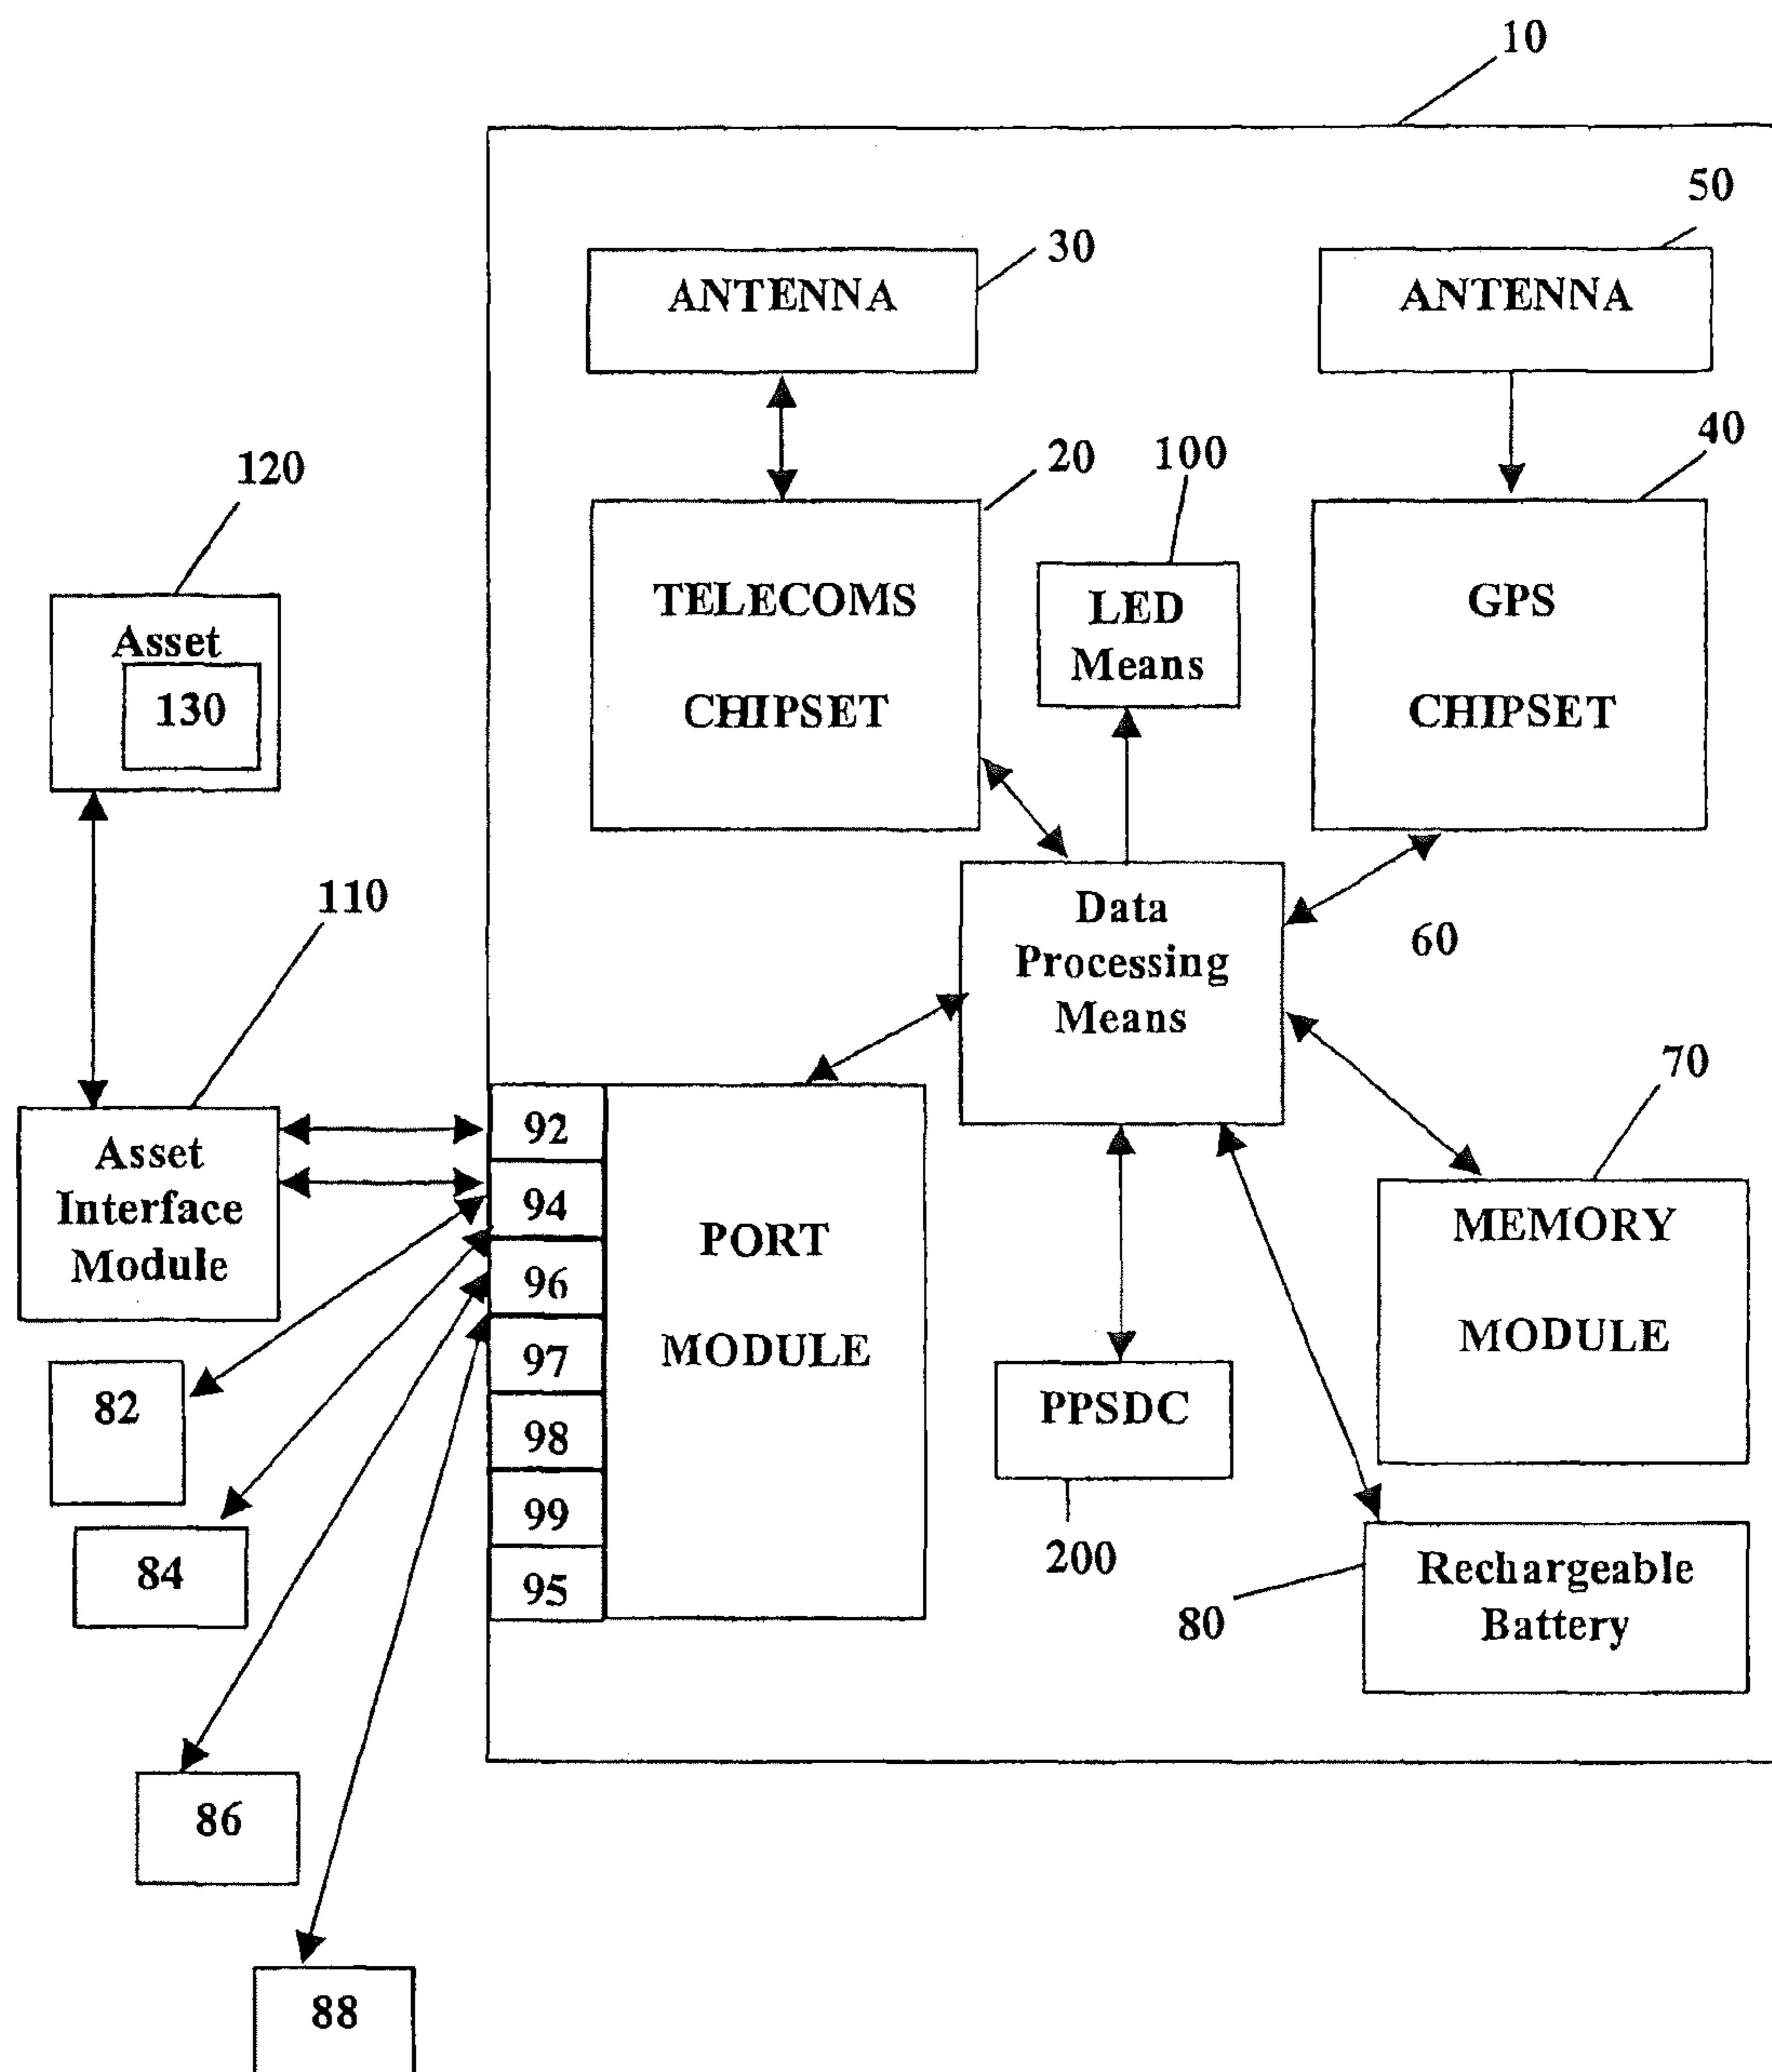 10
50
30
ANTENNA
ANTENNA
40
20
100
120
TELECOMS
CHIPSET
LED
Means
GPS
CHIPSET
Asset
130
110
Data
Processing
Means
60
70
92
94
96
97
98
99
95
PORT
MODULE
Asset
Interface
Module
MEMORY
MODULE
82
PPSDC
84
200
Rechargeable
Battery
80
86
88